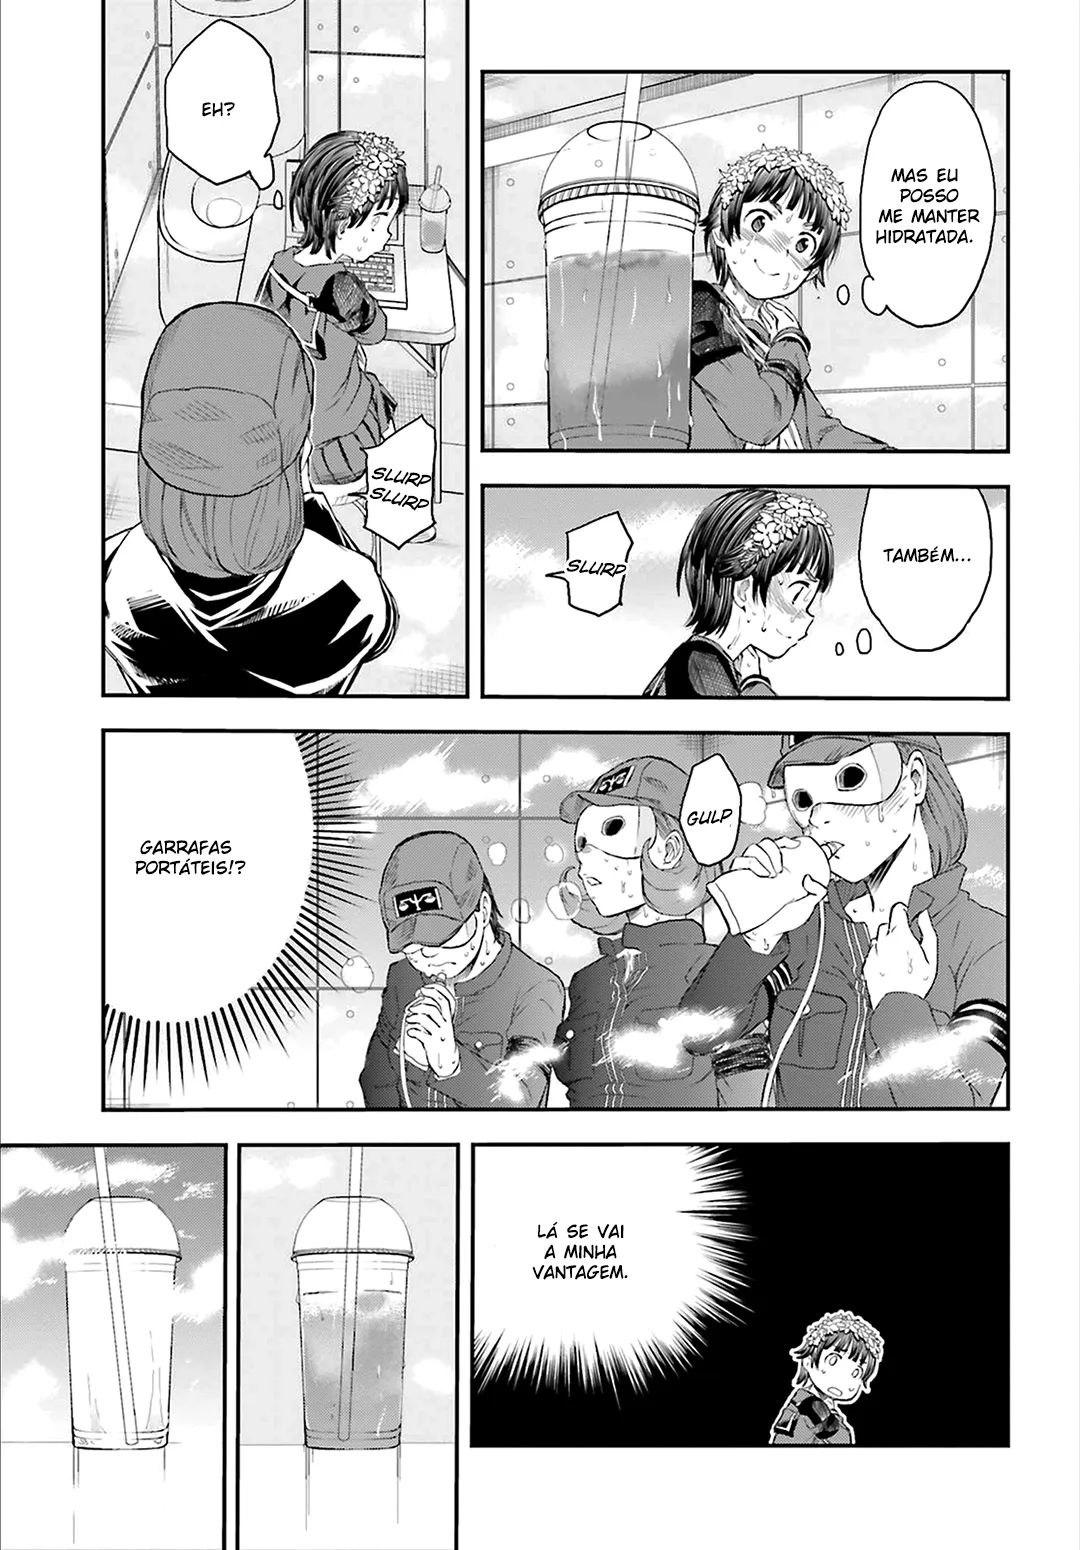 MAS EU
POSSO
ME MANTER
HIDRATADA.
TAMBÉM...
SLURP
EH?
SLURP
SLURP
GULP
GARRAFAS
PORTÁTEIS!?
LÁ SE VAI
A MINHA
VANTAGEM.